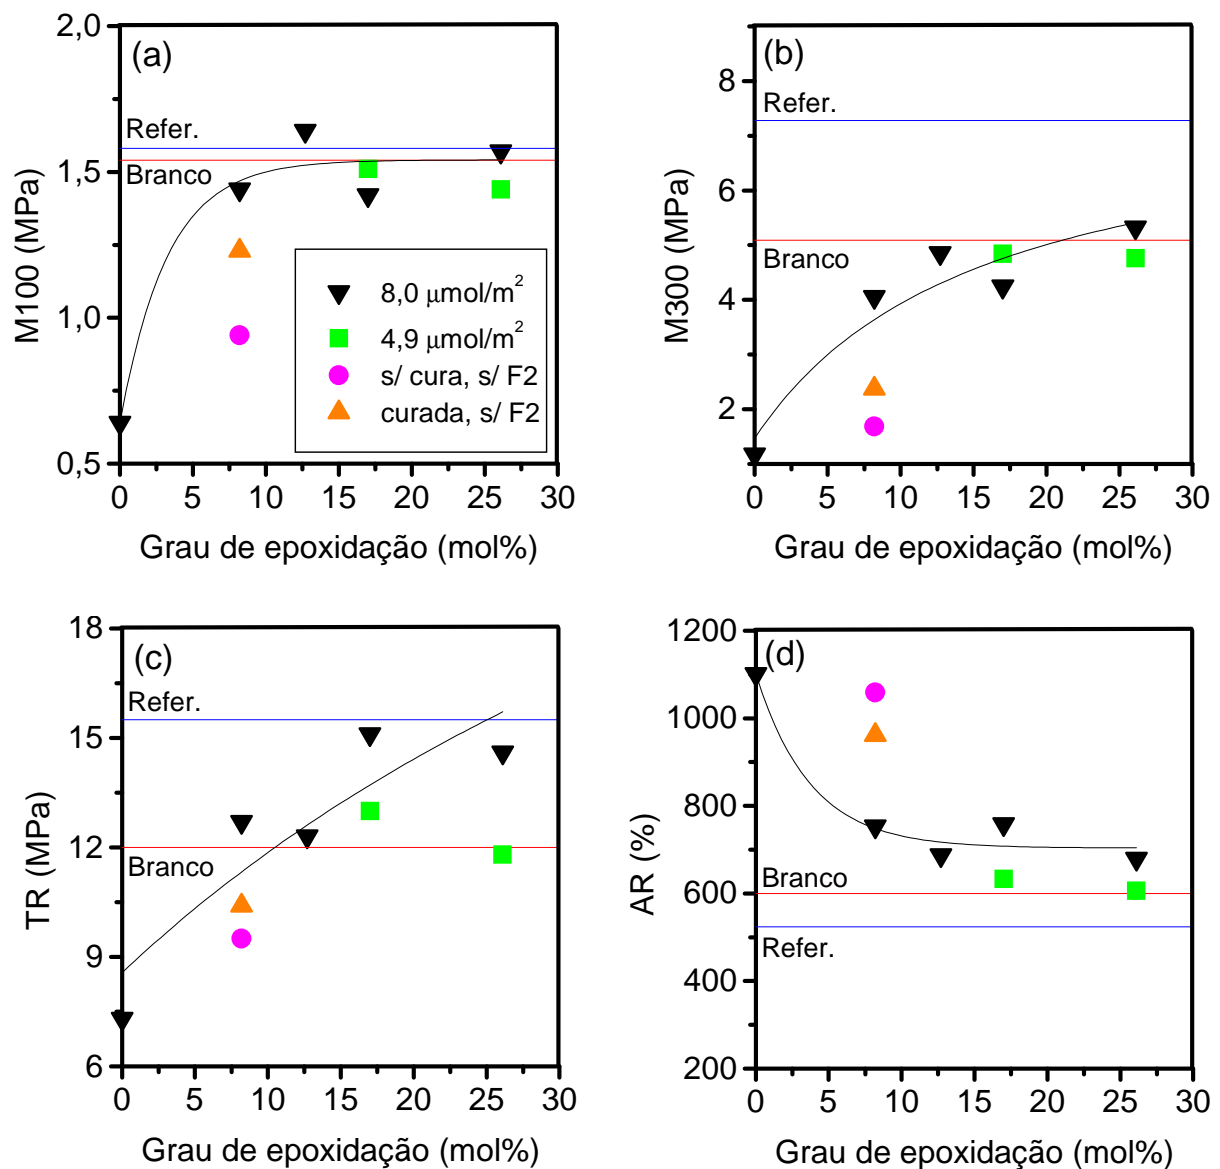 (a)
2,0
1,5
1,0
0,5
M100 (MPa)
Refer.
Branco
8,0 μmol/m²
4,9 μmol/m²
s/ cura, s/ F2
curada, s/ F2
0 5 10 15 20 25 30
Grau de epoxidação (mol%)
(b)
8
6
4
2
M300 (MPa)
Refer.
Branco
0 5 10 15 20 25 30
Grau de epoxidação (mol%)
(c)
18
15
12
9
6
TR (MPa)
Refer.
Branco
0 5 10 15 20 25 30
Grau de epoxidação (mol%)
(d)
1200
1000
800
600
400
200
AR (%)
Branco
Refer.
0 5 10 15 20 25 30
Grau de epoxidação (mol%)